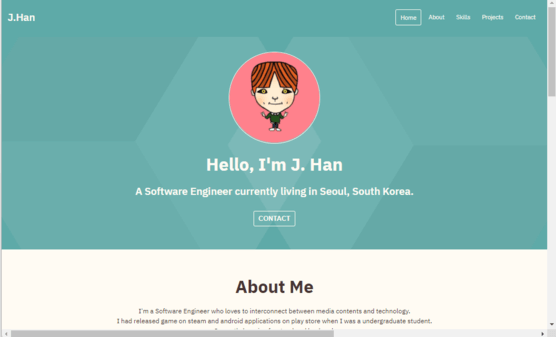 J.Han
Home About Skills Projects Contact
Hello, I'm J. Han
A Software Engineer currently living in Seoul, South Korea.
CONTACT
About Me
I'm a Software Engineer who loves to interconnect between media contents and technology.
I had released game on steam and android applications on play store when I was a undergraduate student.